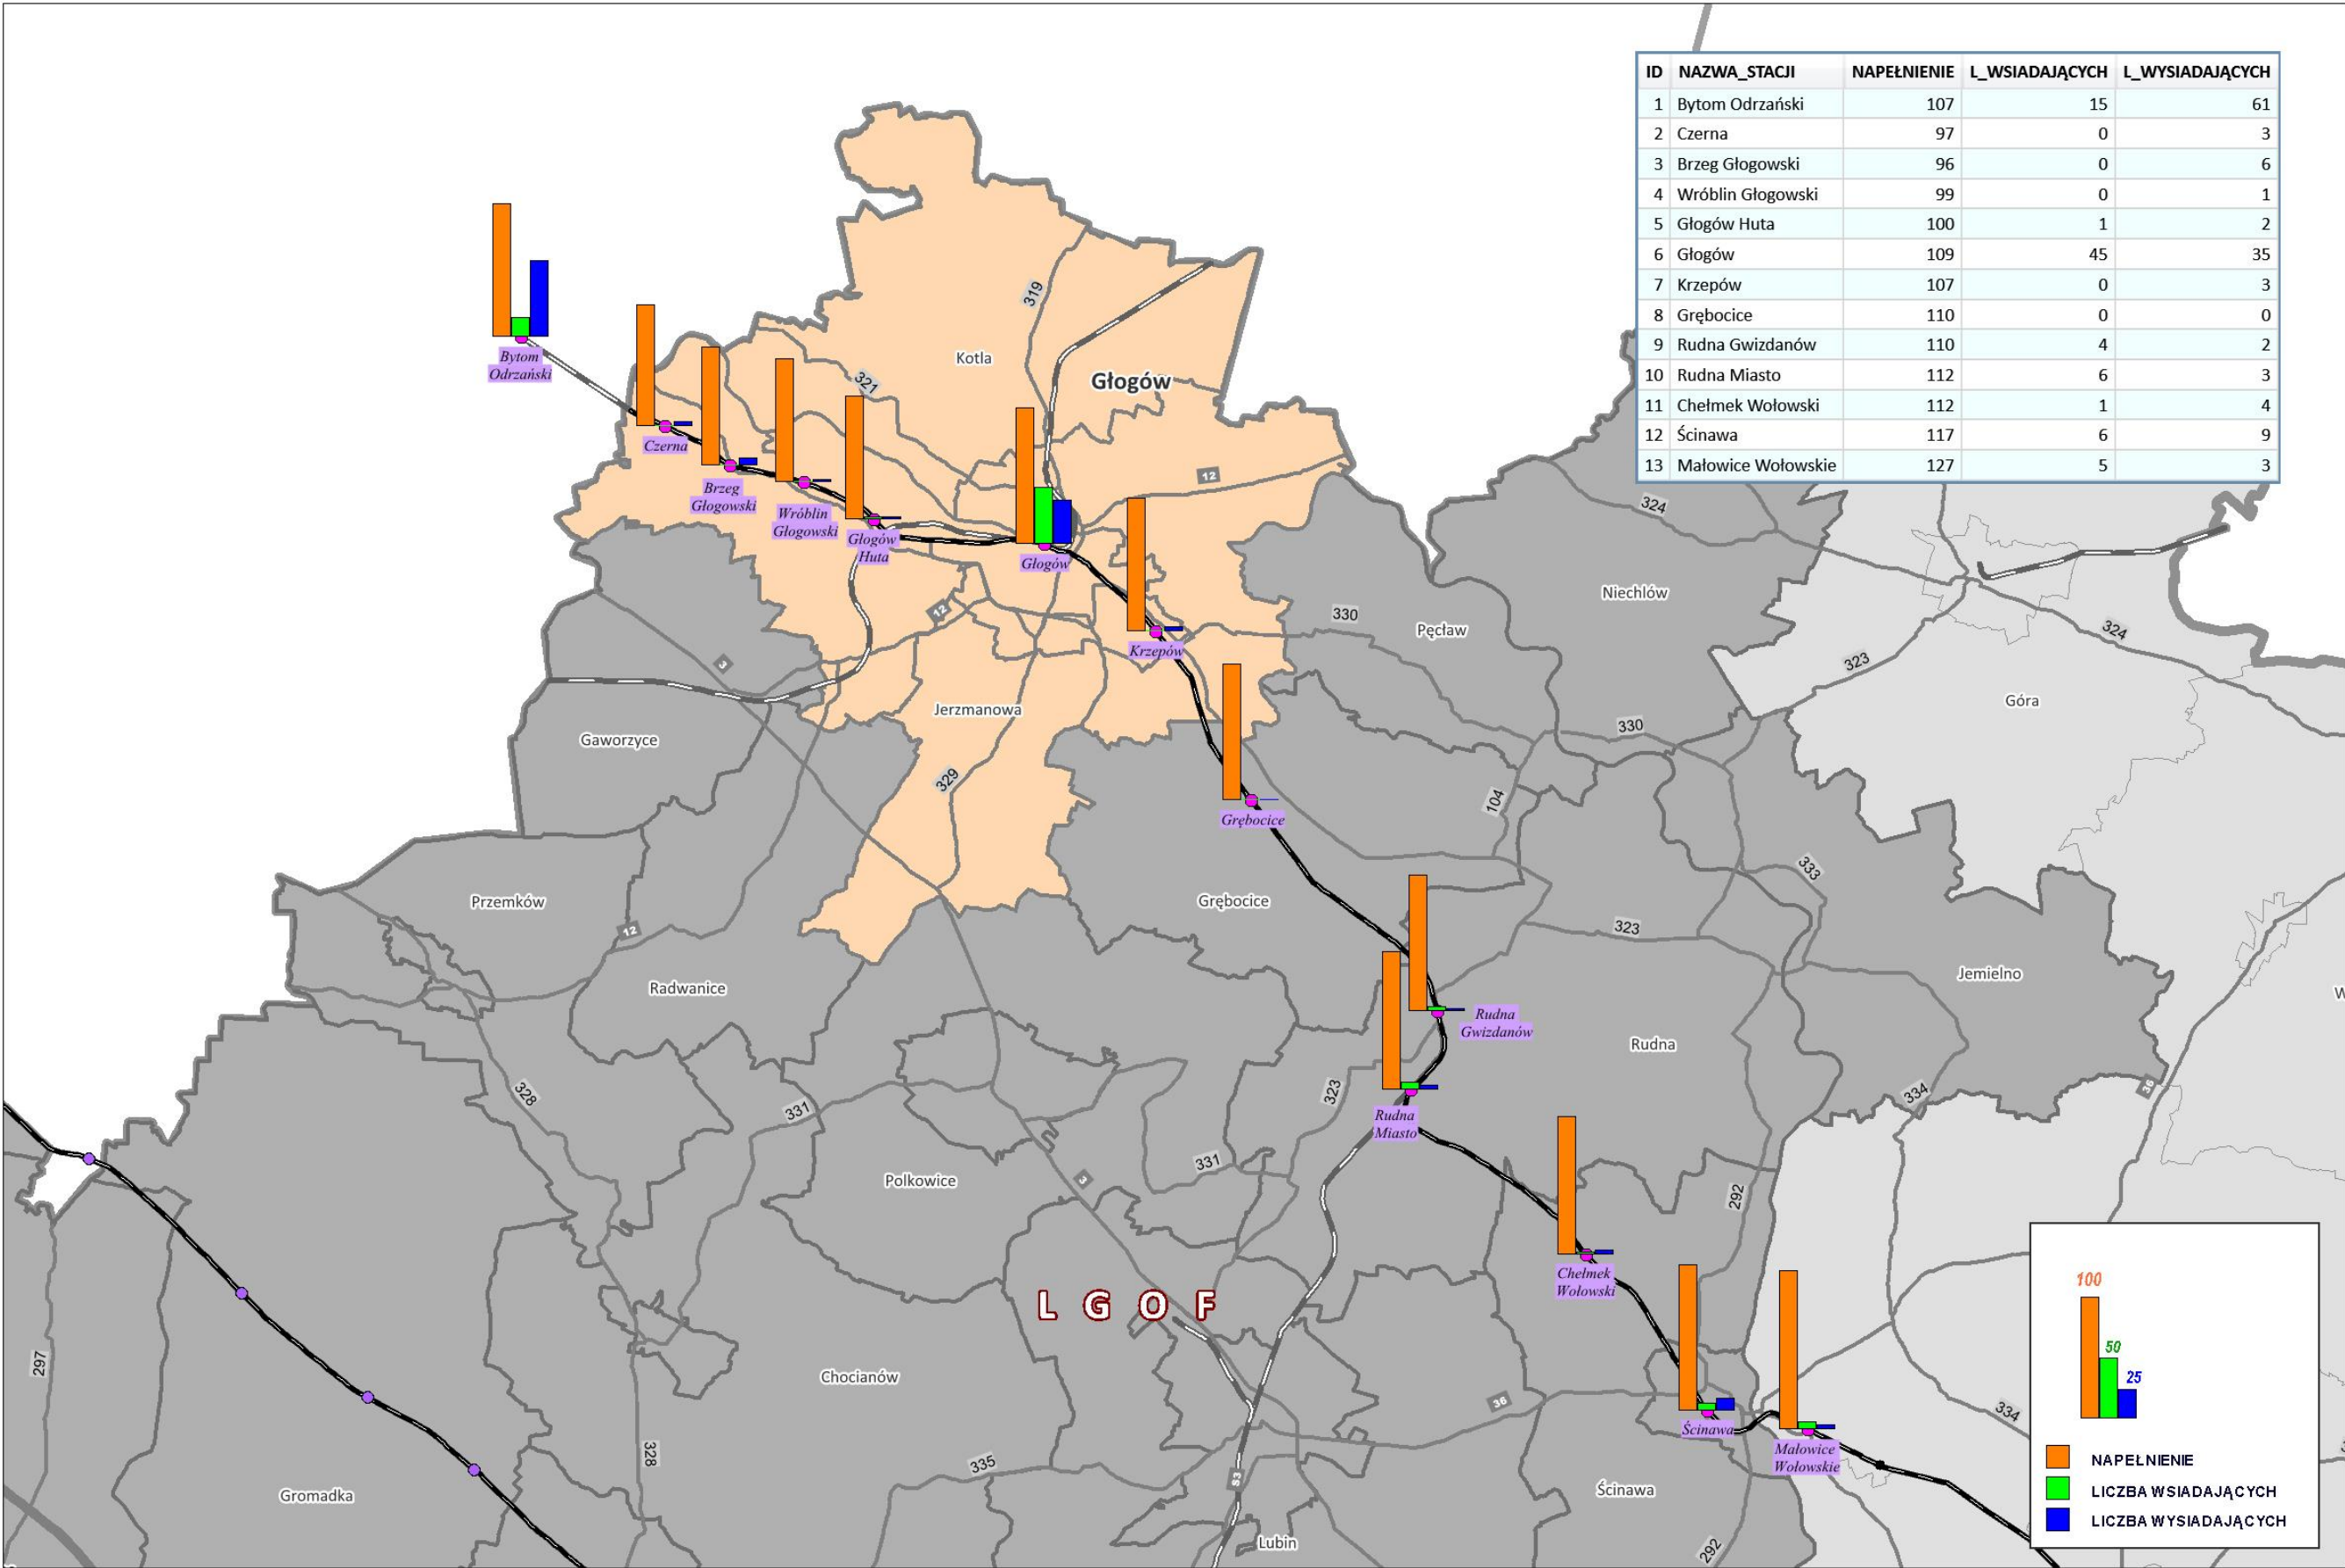 ID NAZWA_STACJI NAPEŁNIENIE L_WSIADAJĄCYCH L_WYSIADAJĄCYCH
1 Bytom Odrzański 107 15 61
2 Czerna 97 0 3
3 Brzeg Głogowski 96 0 6
4 Wróblin Głogowski 99 0 1
5 Głogów Huta 100 1 2
6 Głogów 109 45 35
7 Krzepów 107 0 3
8 Grębocice 110 0 0
9 Rudna Gwizdanów 110 4 2
10 Rudna Miasto 112 6 3
11 Chełmek Wołowski 112 1 4
12 Ścinawa 117 6 9
13 Małowice Wołowskie 127 5 3
319
Kotla
Bytom
Odrzański
321
Głogów
Czerna
12
Brzeg
Głogowski
Wróblin
Głogowski
324
Głogów
Huta
Głogów
Niechlów
12
330
Pęcław
324
Krzepów
3
323
Góra
Jerzmanowa
330
Gaworzyce
329
104
Grębocice
333
Przemków
Grębocice
12
323
Jemielno
Radwanice
W
Rudna
Gwizdanów
Rudna
328
331
323
334
36
Rudna
Miasto
331
Polkowice
3
292
Chełmek
Wołowski
100
L G O F
50
297
Chocianów
25
36
334
Ścinawa
328
Małowice
Wołowskie
335
S3
NAPEŁNIENIE
Gromadka
Ścinawa
LICZBA WSIADAJĄCYCH
LICZBA WYSIADAJĄCYCH
Lubin
292